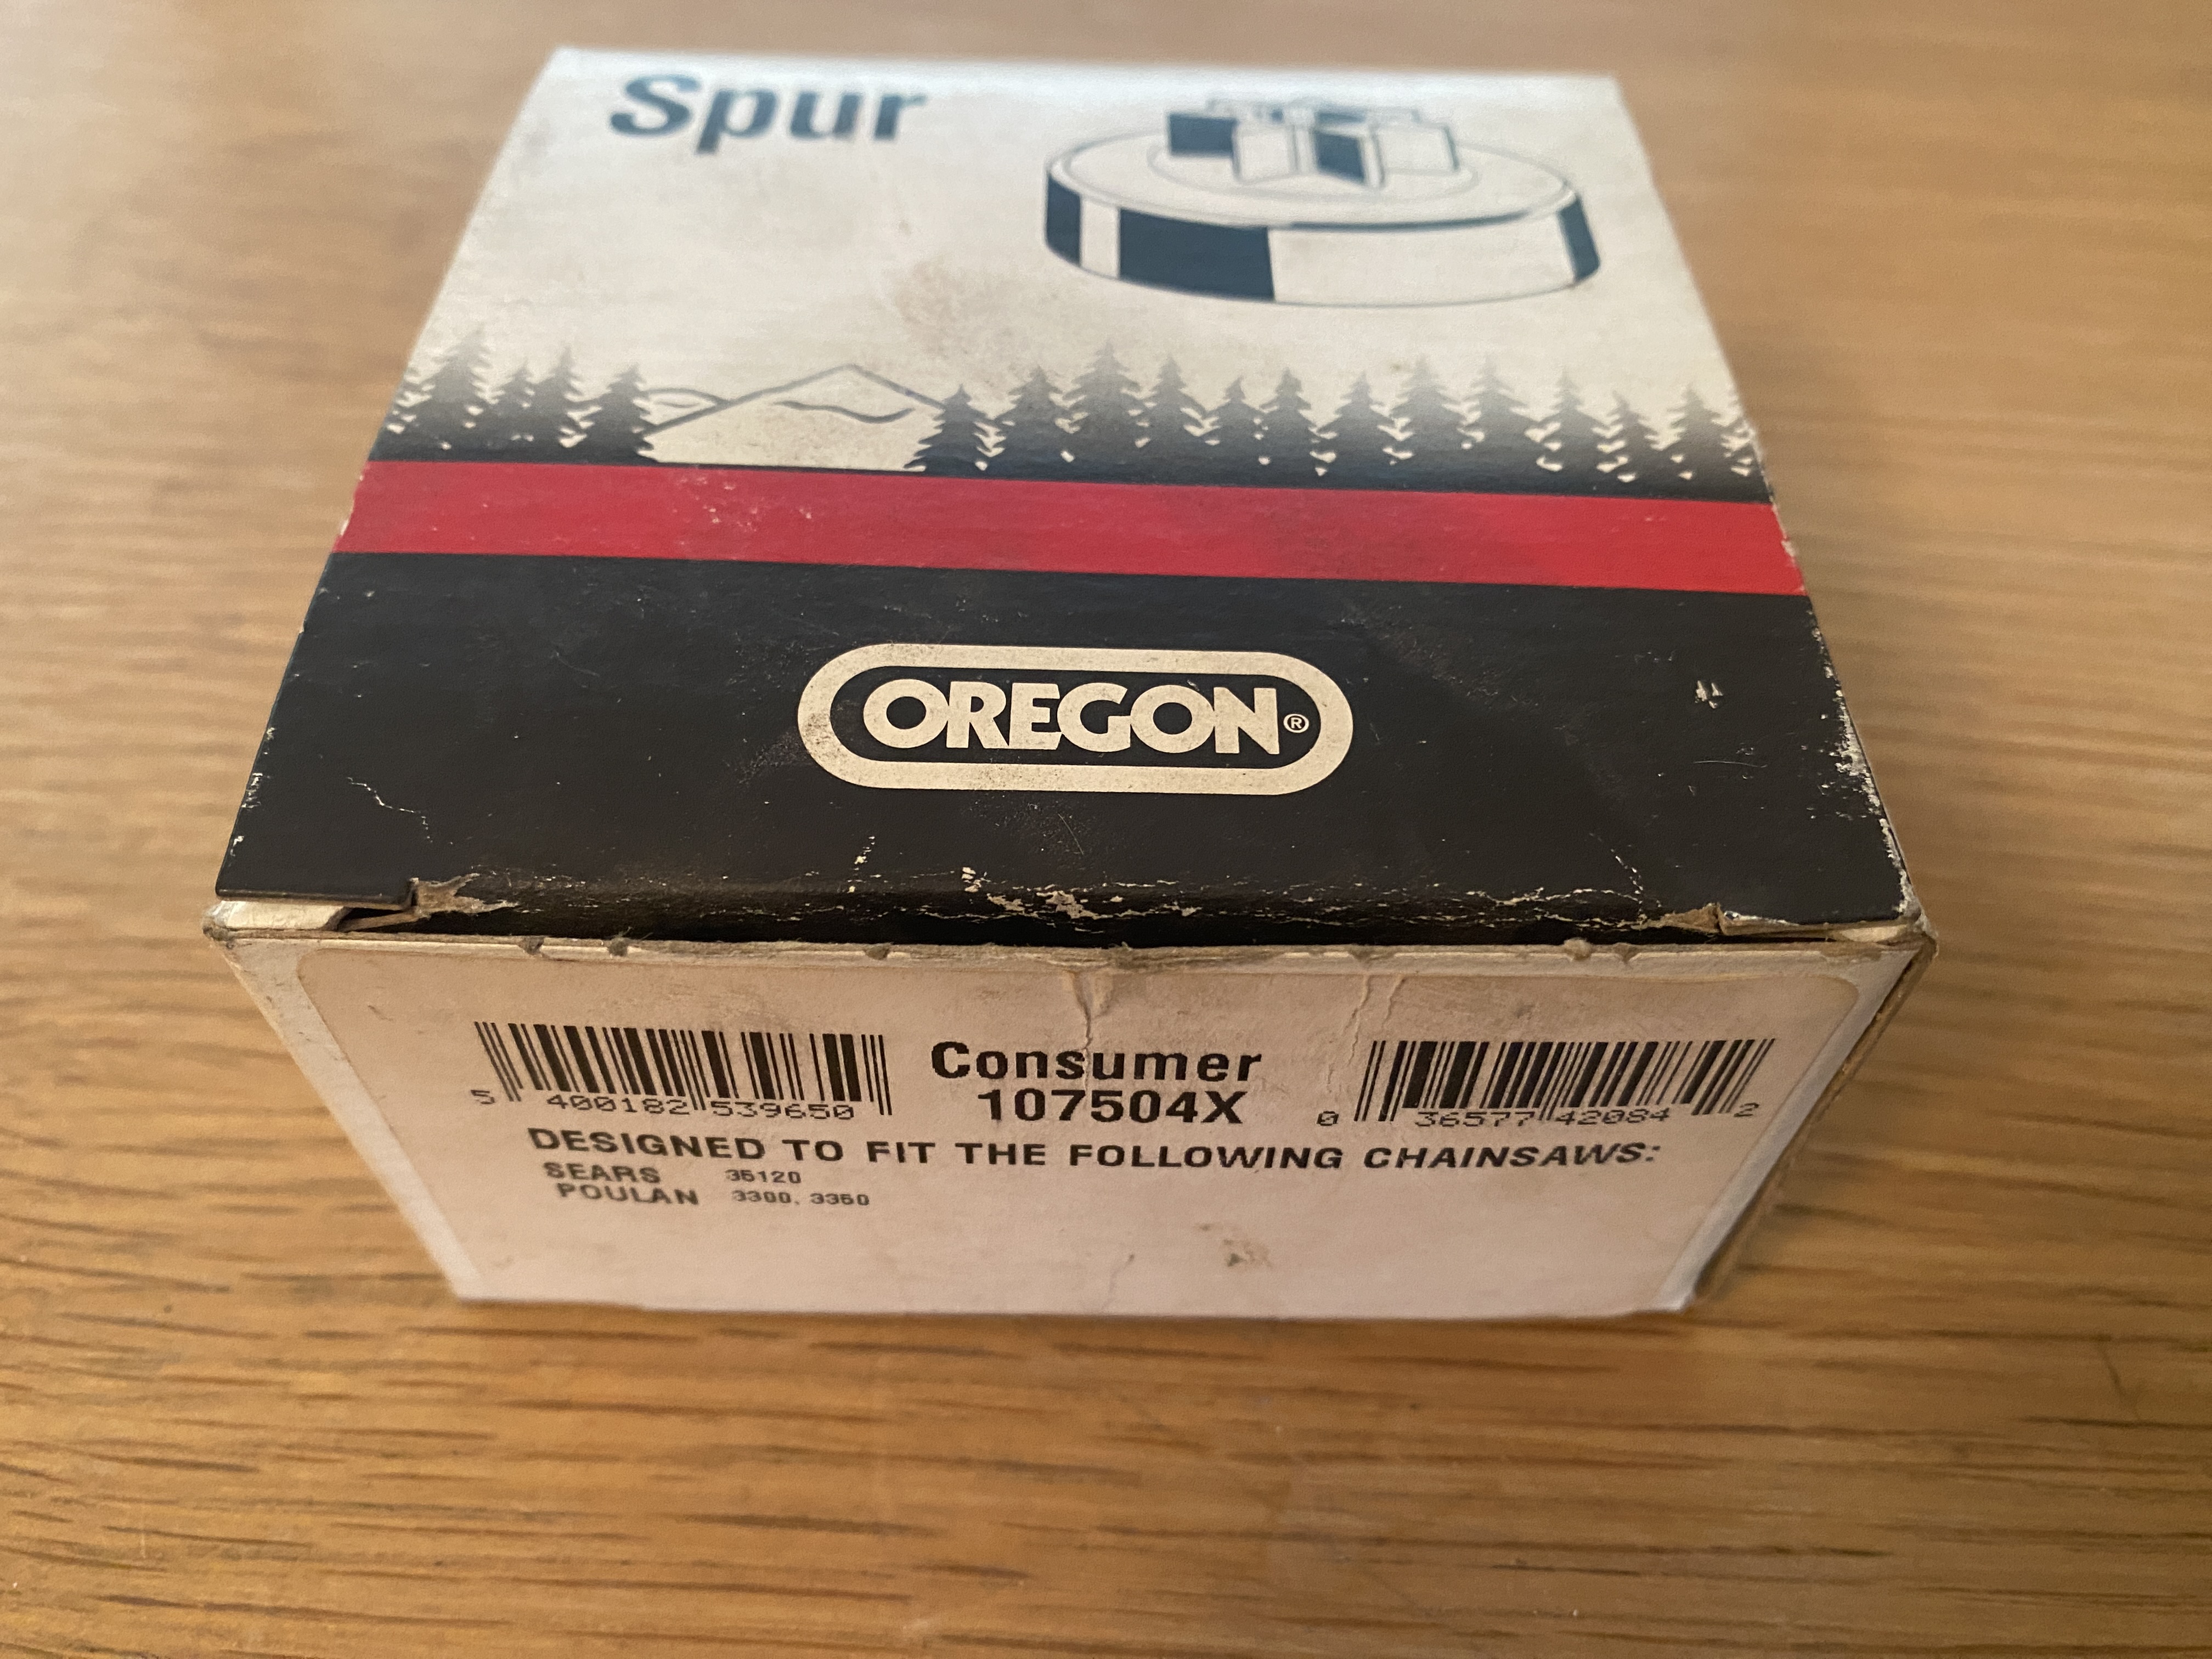 Spur
OREGON®
Consumer
107504X
5 400182 539650
0 36577 42084 2
DESIGNED TO FIT THE FOLLOWING CHAINSAWS:
SEARS 35120
POULAN 3300, 3350